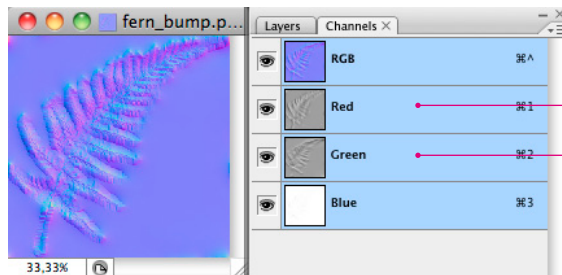 fern_bump.p...
33,33%
Layers Channels ×
RGB ⌘^
Red ⌘1
Green ⌘2
Blue ⌘3